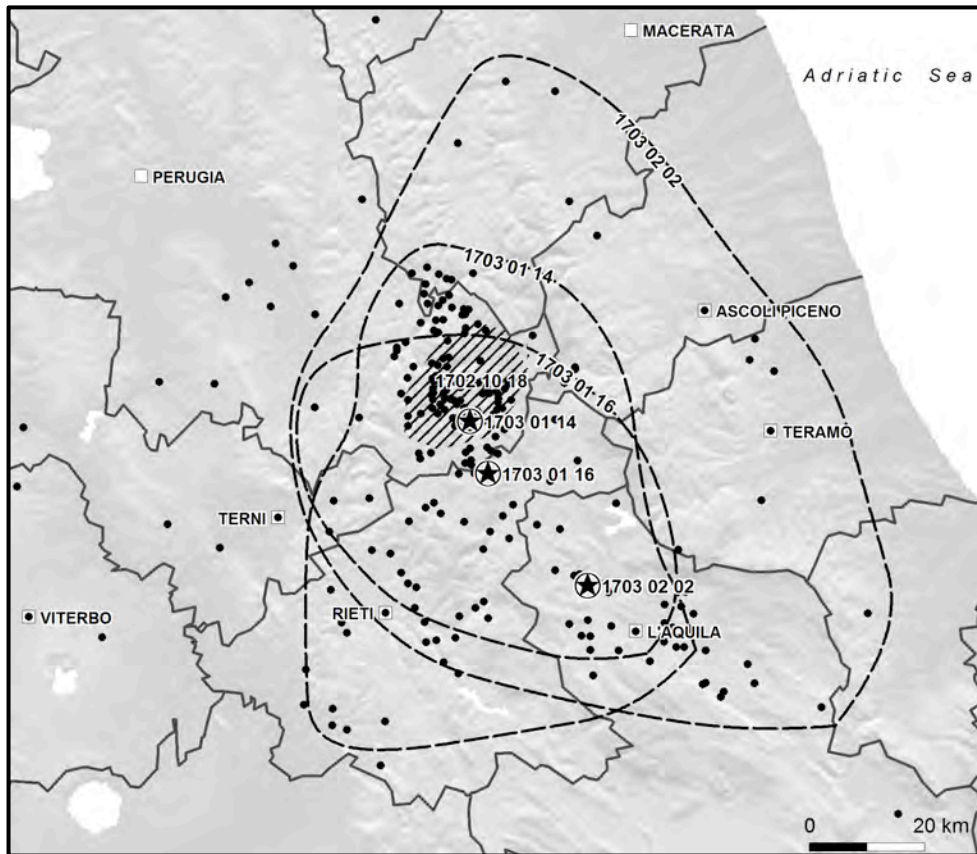 MACERATA
Adriatic Sea
1703 02 02
PERUGIA
1703 01 14
ASCOLI PICENO
1703 01 16
1702 10 18
1703 01 14
TERAMO
1703 01 16
TERNI
1703 02 02
VITERBO
RIETI
L'AQUILA
0 20 km